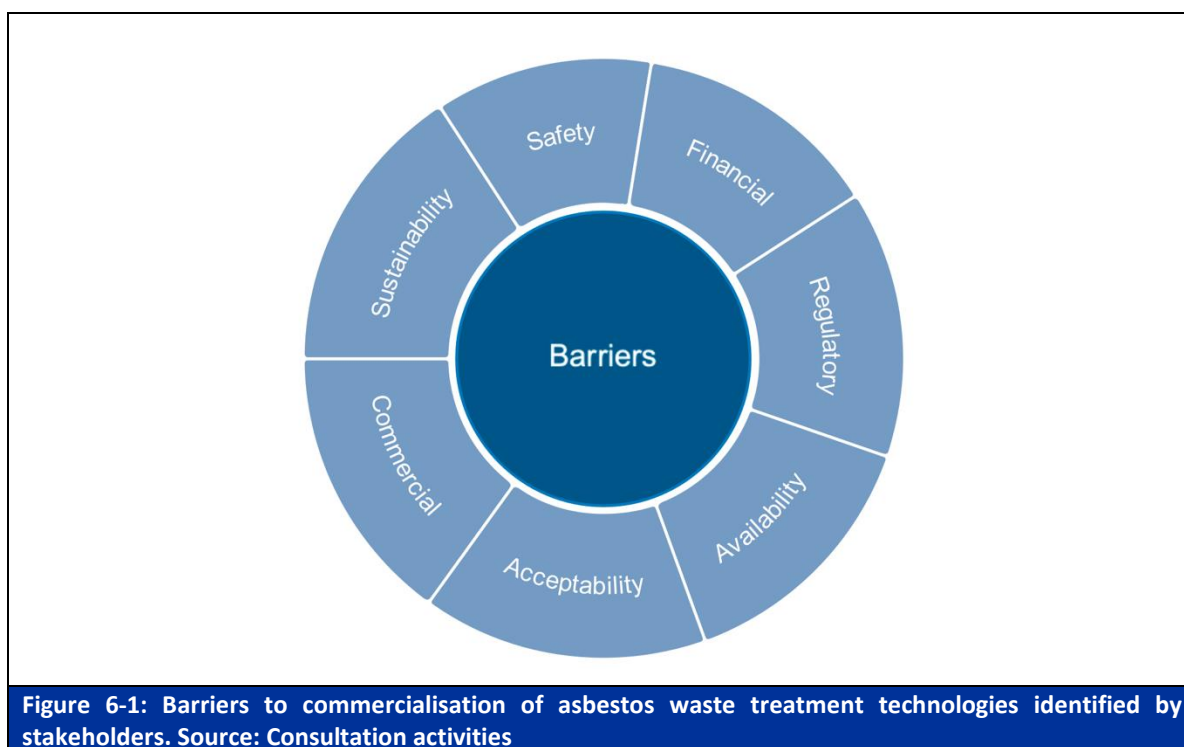 Safety
Financial
Regulatory
Availability
Acceptability
Commercial
Sustainability
Barriers
Figure 6-1: Barriers to commercialisation of asbestos waste treatment technologies identified by
stakeholders. Source: Consultation activities